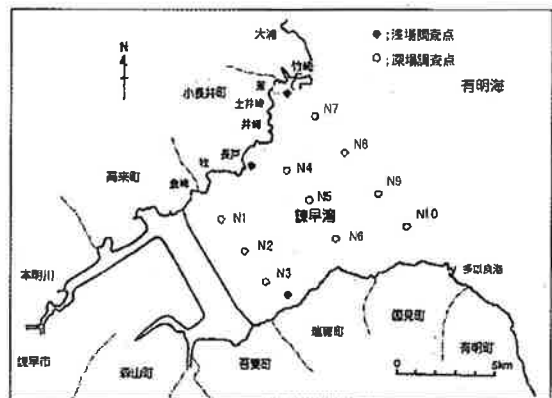 大浦
● ; 浅場調査点
○ ; 深場調査点
N
竹崎
有明海
小長井町
土井崎
井崎
N7
N8
長戸
高来町
金崎
N4
N9
N5
諫早湾
N1
N10
N6
N2
本明川
N3
多以良港
瑞穂町
国見町
有明町
諫早市
森山町
吾妻町
0
5km